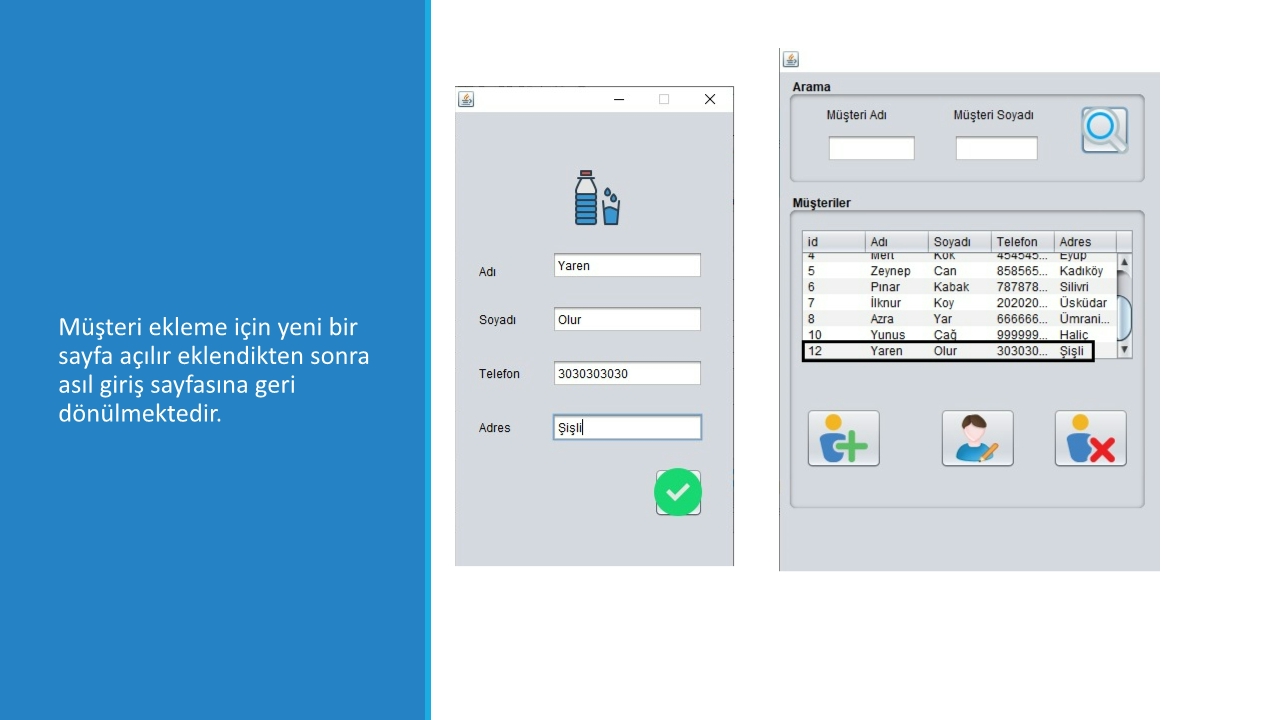 Müşteri ekleme için yeni bir
sayfa açılır eklendikten sonra
asıl giriş sayfasına geri
dönülmektedir.
Adı Yaren
Soyadı Olur
Telefon 3030303030
Adres Şişli
Arama
Müşteri Adı Müşteri Soyadı
Müşteriler
id Adı Soyadı Telefon Adres
4 Mert Kök 454545... Eyüp
5 Zeynep Can 858565... Kadıköy
6 Pınar Kabak 787878... Silivri
7 İlknur Koy 202020... Üsküdar
8 Azra Yar 666666... Ümrani...
10 Yunus Çağ 999999... Haliç
12 Yaren Olur 303030... Şişli